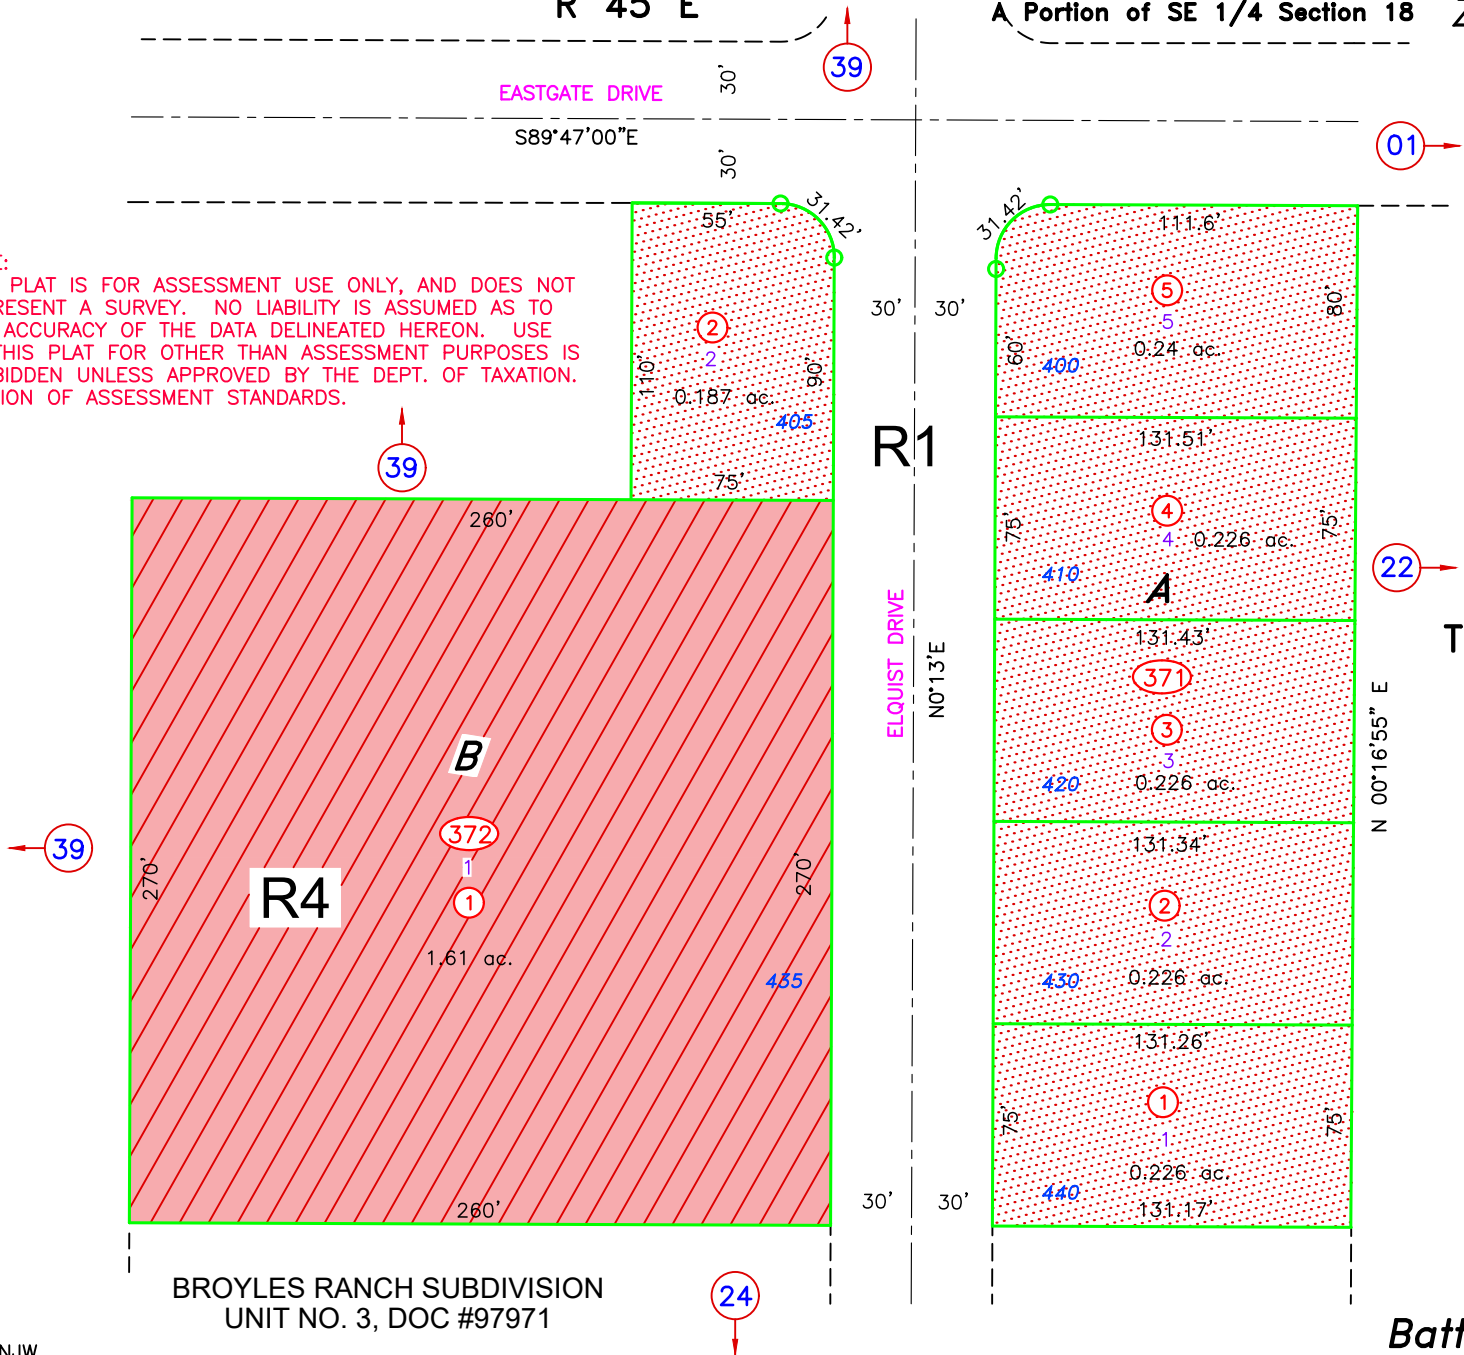 R 45 E
A Portion of SE 1/4 Section 18
39
30'
EASTGATE DRIVE
S89°47'00"E
30'
01
55'
31.42'
31.42'
111.6'
E:
PLAT IS FOR ASSESSMENT USE ONLY, AND DOES NOT
RESENT A SURVEY. NO LIABILITY IS ASSUMED AS TO
ACCURACY OF THE DATA DELINEATED HEREON. USE
THIS PLAT FOR OTHER THAN ASSESSMENT PURPOSES IS
BIDDEN UNLESS APPROVED BY THE DEPT. OF TAXATION.
ION OF ASSESSMENT STANDARDS.
2
2
110'
90'
0.187 ac.
405
75'
30'
30'
5
5
80'
60'
0.24 ac.
400
39
R1
131.51'
260'
4
4
0.226 ac.
75'
75'
410
A
22
T
ELQUIST DRIVE
N0°13'E
131.43'
371
3
3
0.226 ac.
420
N 00°16'55" E
B
372
1
1
39
270'
R4
270'
1.61 ac.
435
131.34'
2
2
0.226 ac.
430
131.26'
1
1
75'
75'
0.226 ac.
440
131.17'
260'
30'
30'
BROYLES RANCH SUBDIVISION
UNIT NO. 3, DOC #97971
24
Batt
NJW